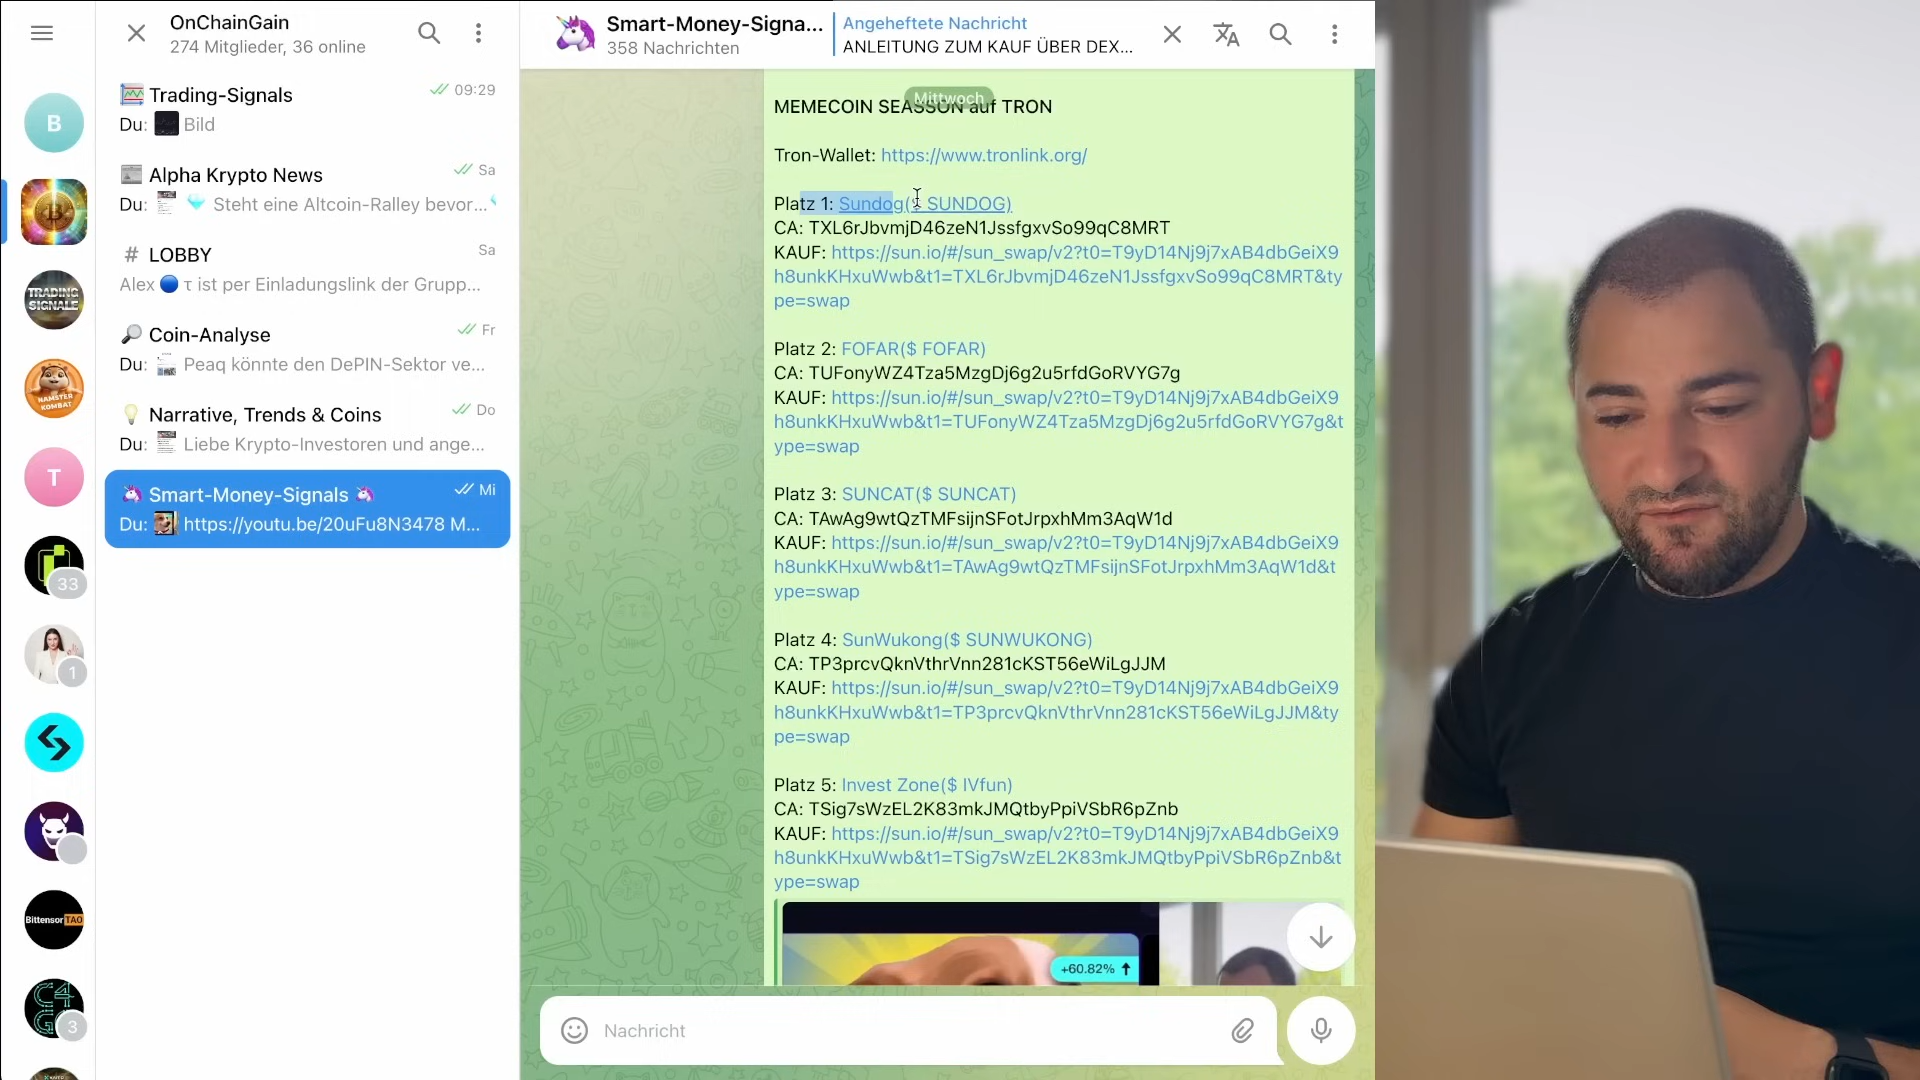 OnChainGain
274 Mitglieder, 36 online
Trading-Signals
09:29
Du: Bild
Alpha Krypto News
Sa
Du: 💎 Steht eine Altcoin-Ralley bevor...
# LOBBY
Sa
Alex 🔵 τ ist per Einladungslink der Grupp...
Coin-Analyse
Fr
Du: Peaq könnte den DePIN-Sektor ve...
Narrative, Trends & Coins
Do
Du: Liebe Krypto-Investoren und ange...
🦄 Smart-Money-Signals 🦄
Mi
Du: https://youtu.be/20uFu8N3478 M...
B
TRADING
SIGNALE
HAMSTER
KOMBAT
T
33
1
Bittensor TAO
C4
3
Smart-Money-Signa...
358 Nachrichten
Angeheftete Nachricht
ANLEITUNG ZUM KAUF ÜBER DEX...
Mittwoch
MEMECOIN SEASSON auf TRON
Tron-Wallet: https://www.tronlink.org/
Platz 1: Sundog($ SUNDOG)
CA: TXL6rJbvmjD46zeN1JssfgxvSo99qC8MRT
KAUF: https://sun.io/#/sun_swap/v2?t0=T9yD14Nj9j7xAB4dbGeiX9
h8unkKHxuWwb&t1=TXL6rJbvmjD46zeN1JssfgxvSo99qC8MRT&ty
pe=swap
Platz 2: FOFAR($ FOFAR)
CA: TUFonyWZ4Tza5MzgDj6g2u5rfdGoRVYG7g
KAUF: https://sun.io/#/sun_swap/v2?t0=T9yD14Nj9j7xAB4dbGeiX9
h8unkKHxuWwb&t1=TUFonyWZ4Tza5MzgDj6g2u5rfdGoRVYG7g&t
ype=swap
Platz 3: SUNCAT($ SUNCAT)
CA: TAwAg9wtQzTMFsijnSFotJrpxhMm3AqW1d
KAUF: https://sun.io/#/sun_swap/v2?t0=T9yD14Nj9j7xAB4dbGeiX9
h8unkKHxuWwb&t1=TAwAg9wtQzTMFsijnSFotJrpxhMm3AqW1d&t
ype=swap
Platz 4: SunWukong($ SUNWUKONG)
CA: TP3prcvQknVthrVnn281cKST56eWiLgJJM
KAUF: https://sun.io/#/sun_swap/v2?t0=T9yD14Nj9j7xAB4dbGeiX9
h8unkKHxuWwb&t1=TP3prcvQknVthrVnn281cKST56eWiLgJJM&ty
pe=swap
Platz 5: Invest Zone($ IVfun)
CA: TSig7sWzEL2K83mkJMQtbyPpiVSbR6pZnb
KAUF: https://sun.io/#/sun_swap/v2?t0=T9yD14Nj9j7xAB4dbGeiX9
h8unkKHxuWwb&t1=TSig7sWzEL2K83mkJMQtbyPpiVSbR6pZnb&t
ype=swap
+60.82%
Nachricht